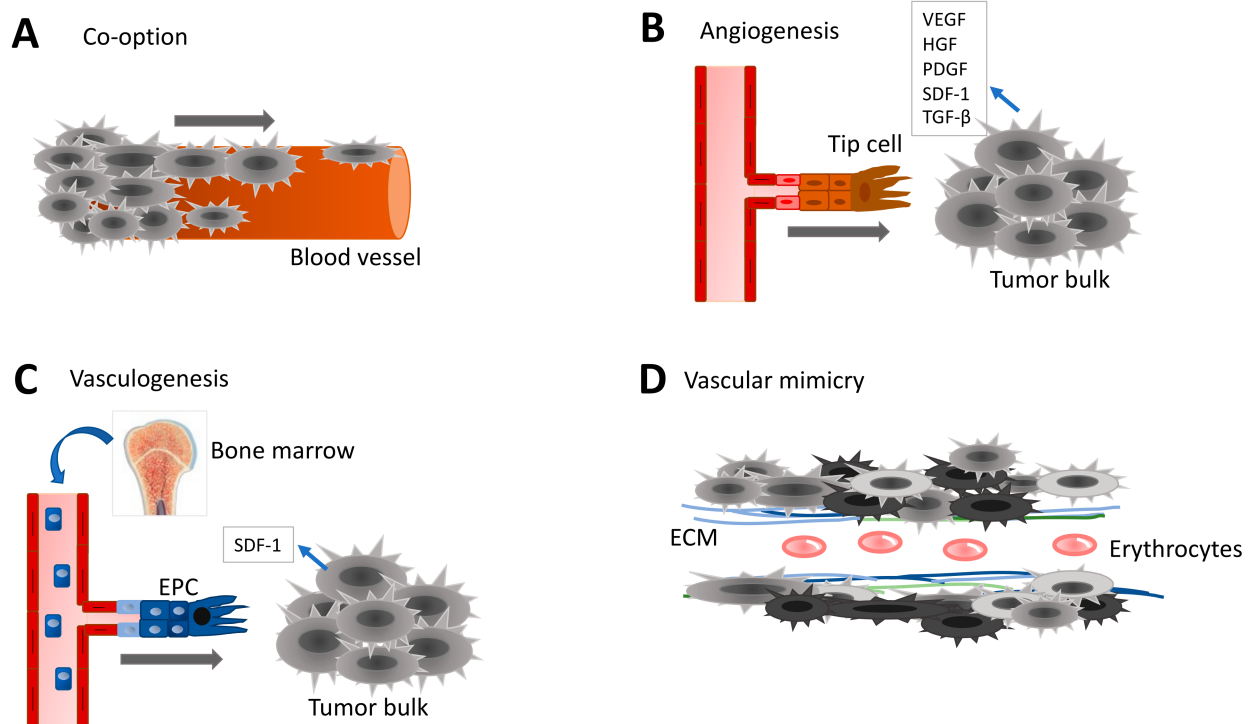 A
Co-option
Blood vessel
B
Angiogenesis
VEGF
HGF
PDGF
SDF-1
TGF-β
Tip cell
Tumor bulk
C
Vasculogenesis
Bone marrow
SDF-1
EPC
Tumor bulk
D
Vascular mimicry
ECM
Erythrocytes